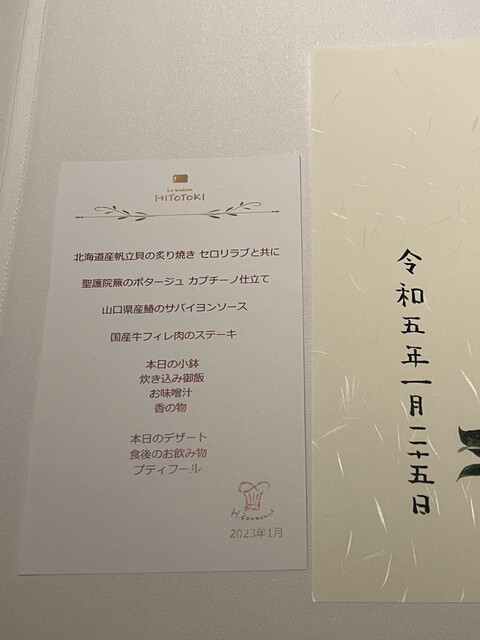 La maison
HITOTOKI
北海道産帆立貝の炙り焼き セロリラブと共に
聖護院蕪のポタージュ カプチーノ仕立て
山口県産鰆のサバイヨンソース
国産牛フィレ肉のステーキ
本日の小鉢
炊き込み御飯
お味噌汁
香の物
本日のデザート
食後のお飲み物
プティフール
2023年1月
令和五年一月二十五日